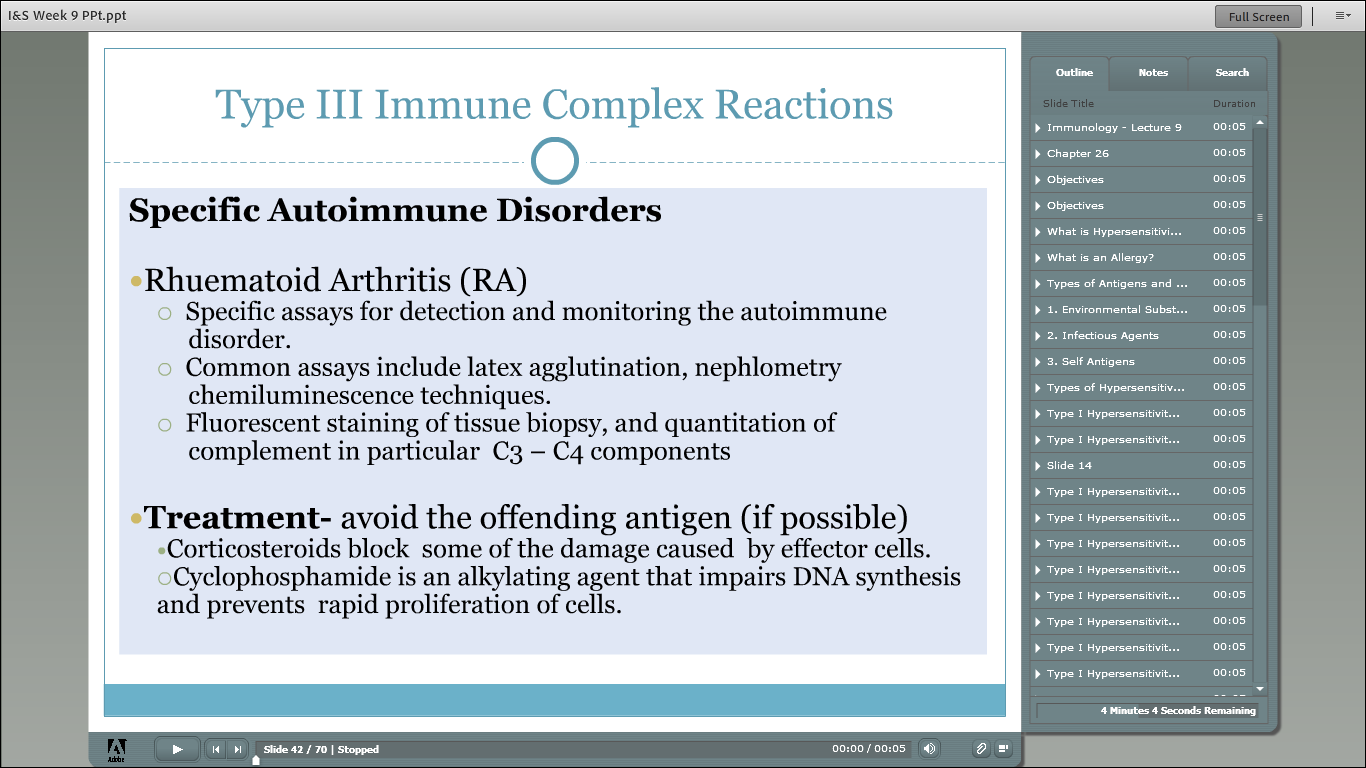 I&S Week 9 PPt.ppt
Full Screen
Type III Immune Complex Reactions
Specific Autoimmune Disorders
Rhuematoid Arthritis (RA)
Specific assays for detection and monitoring the autoimmune
disorder.
Common assays include latex agglutination, nephlometry
chemiluminescence techniques.
Fluorescent staining of tissue biopsy, and quantitation of
complement in particular C3 – C4 components
Treatment- avoid the offending antigen (if possible)
Corticosteroids block some of the damage caused by effector cells.
Cyclophosphamide is an alkylating agent that impairs DNA synthesis
and prevents rapid proliferation of cells.
Outline Notes Search
Slide Title Duration
Immunology - Lecture 9 00:05
Chapter 26 00:05
Objectives 00:05
Objectives 00:05
What is Hypersensitivi... 00:05
What is an Allergy? 00:05
Types of Antigens and ... 00:05
1. Environmental Subst... 00:05
2. Infectious Agents 00:05
3. Self Antigens 00:05
Types of Hypersensitiv... 00:05
Type I Hypersensitivit... 00:05
Type I Hypersensitivit... 00:05
Slide 14 00:05
Type I Hypersensitivit... 00:05
Type I Hypersensitivit... 00:05
Type I Hypersensitivit... 00:05
Type I Hypersensitivit... 00:05
Type I Hypersensitivit... 00:05
Type I Hypersensitivit... 00:05
Type I Hypersensitivit... 00:05
Type I Hypersensitivit... 00:05
4 Minutes 4 Seconds Remaining
Adobe
Slide 42 / 70 | Stopped
00:00 / 00:05